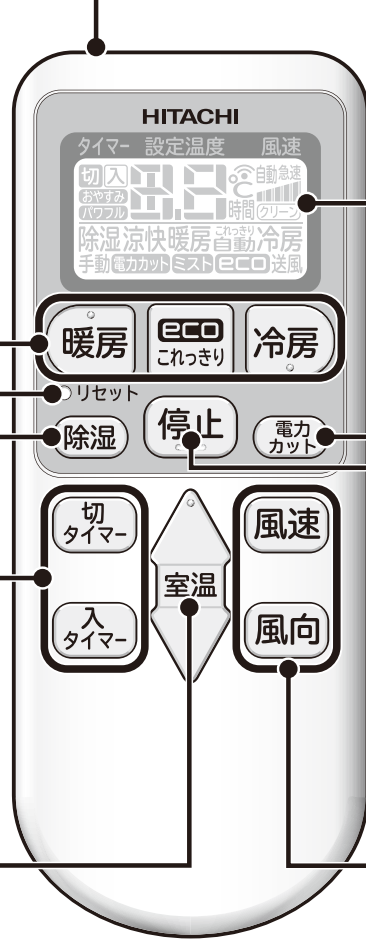 HITACHI
タイマー 設定温度 風速
切 入 ℃ 自動 急速
おやすみ
パワフル 時間 クリーン
除湿 涼快 暖房 これっきり自動 冷房
手動 電力カット ミスト eco 送風
暖房 eco これっきり 冷房
リセット
除湿 停止 電力カット
切タイマー 風速
室温
入タイマー 風向